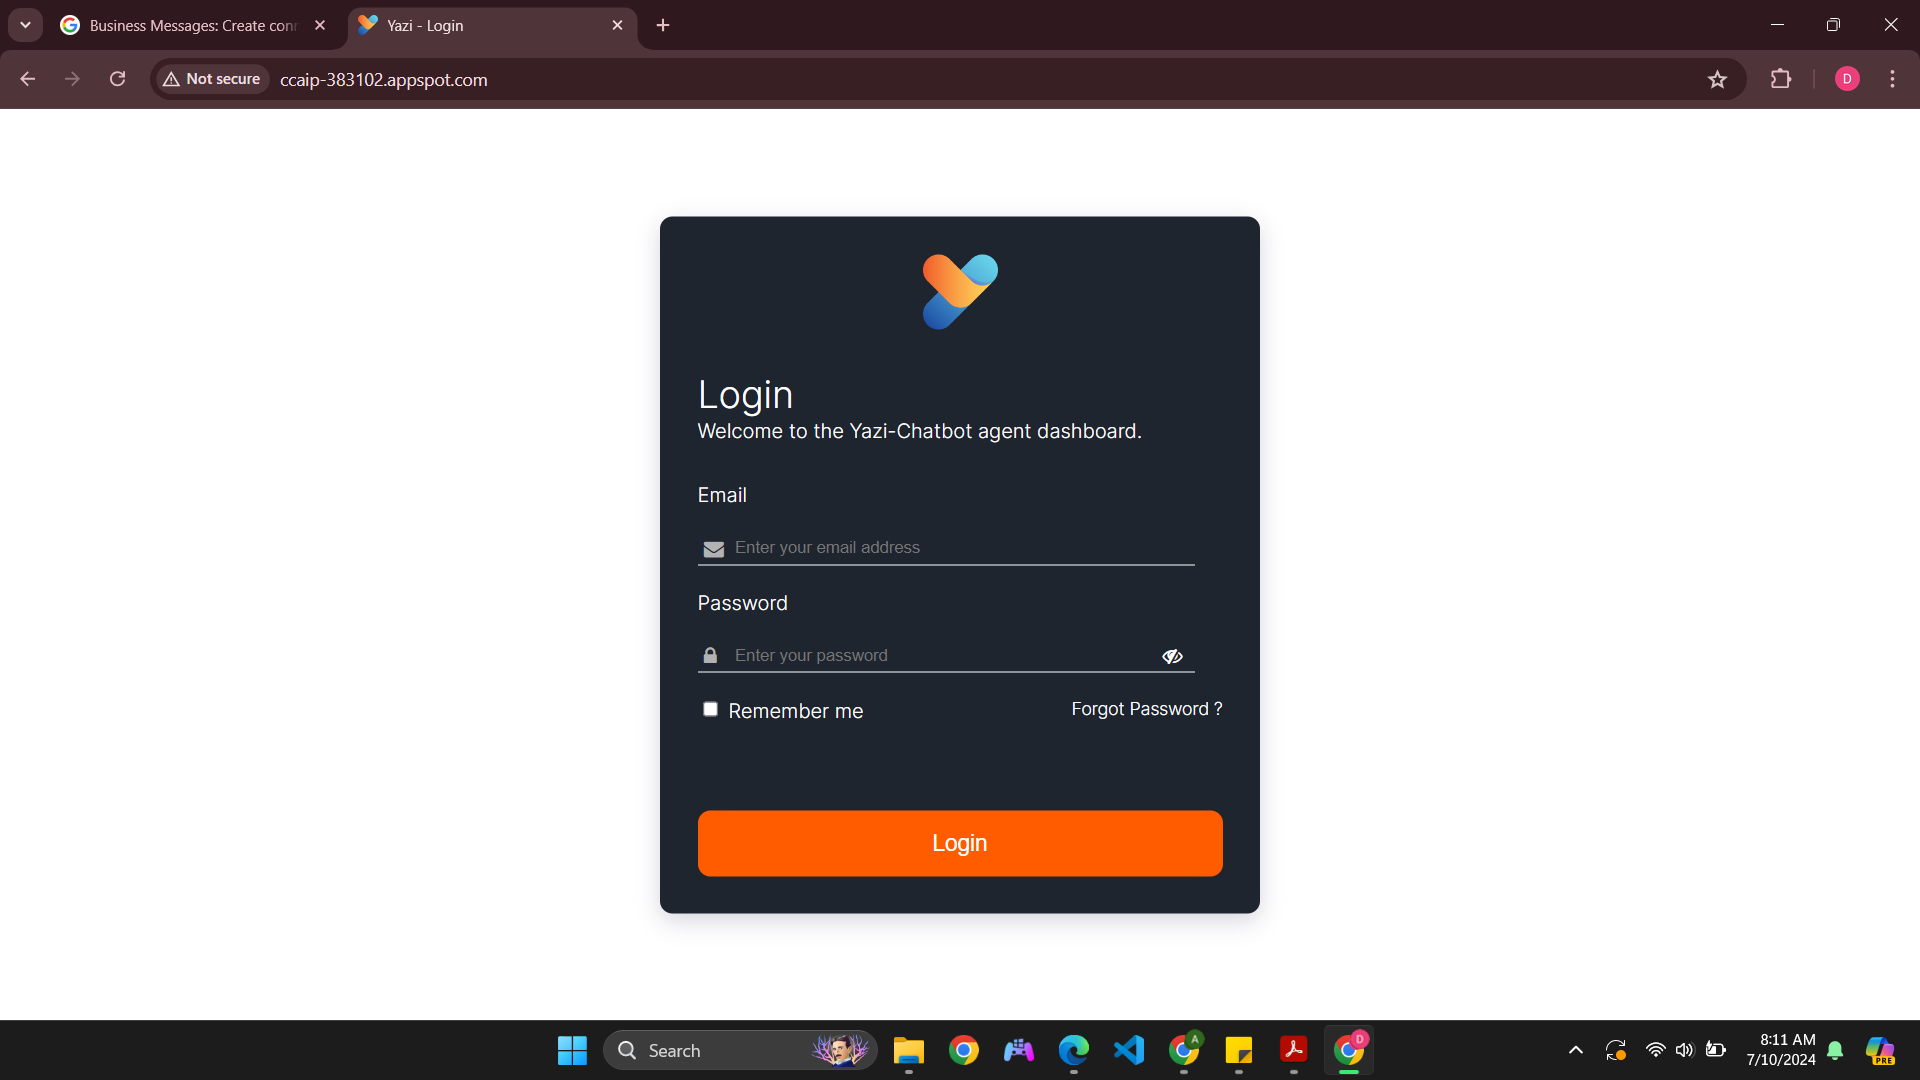 Business Messages: Create con
Yazi - Login
Not secure
ccaip-383102.appspot.com
D
Login
Welcome to the Yazi-Chatbot agent dashboard.
Email
Enter your email address
Password
Enter your password
Remember me
Forgot Password ?
Login
Search
A
D
8:11 AM
7/10/2024
PRE